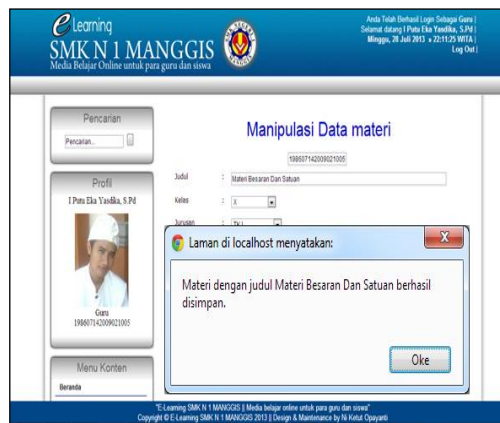 e Learning
SMK N 1 MANGGIS
Media Belajar Online untuk para guru dan siswa
Anda Telah Berhasil Login Sebagai Guru |
Selamat datang I Putu Eka Yasdika, S.Pd |
Minggu, 28 Juli 2013 » 22:11:25 WITA |
Log Out |
Pencarian
Pencarian...
Profil
I Putu Eka Yasdika, S.Pd
Guru
198607142009021005
Menu Konten
Beranda
Manipulasi Data materi
198607142009021005
Judul : Materi Besaran Dan Satuan
Kelas : X
Jurusan : TKJ
Laman di localhost menyatakan:
Materi dengan judul Materi Besaran Dan Satuan berhasil
disimpan.
Oke
"E-Learning SMK N 1 MANGGIS || Media belajar online untuk para guru dan siswa"
Copyright © E-Learning SMK N 1 MANGGIS 2013 || Design & Maintenance by Ni Ketut Opayanti